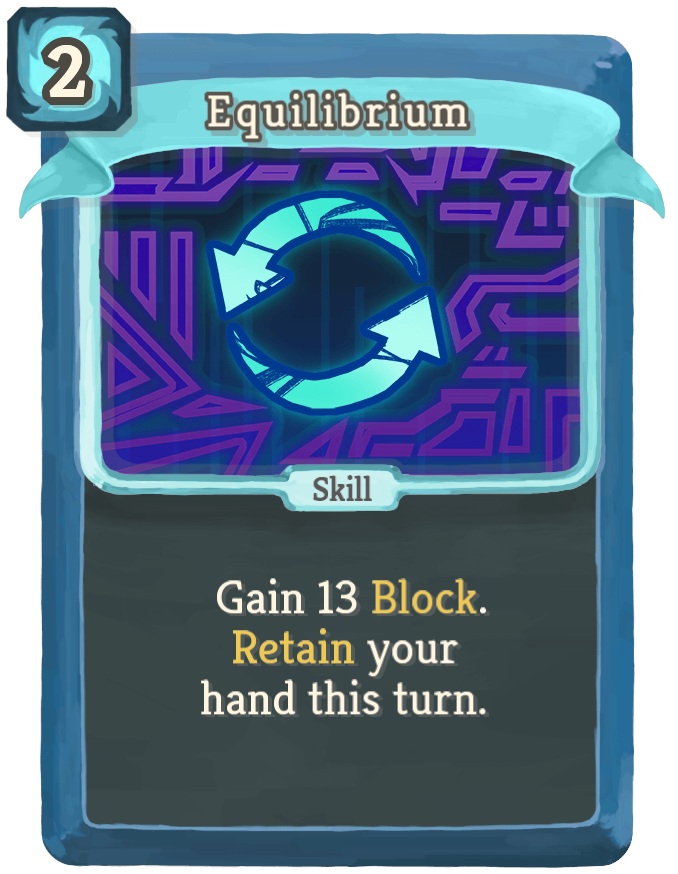 2
Equilibrium
Skill
Gain 13 Block.
Retain your
hand this turn.